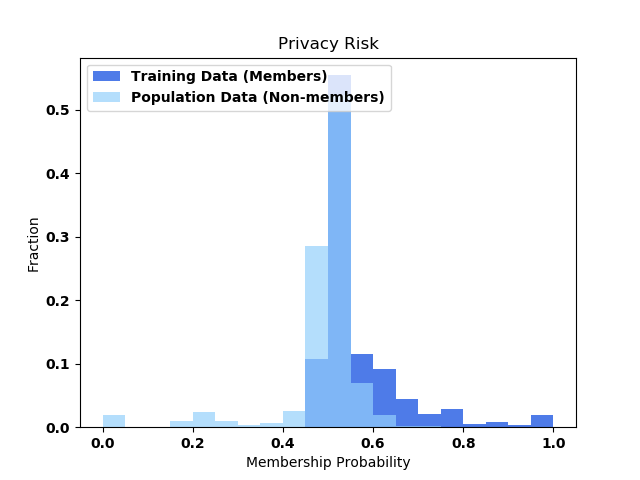 Privacy Risk
Training Data (Members)
Population Data (Non-members)
Fraction
0.5
0.4
0.3
0.2
0.1
0.0
0.0 0.2 0.4 0.6 0.8 1.0
Membership Probability